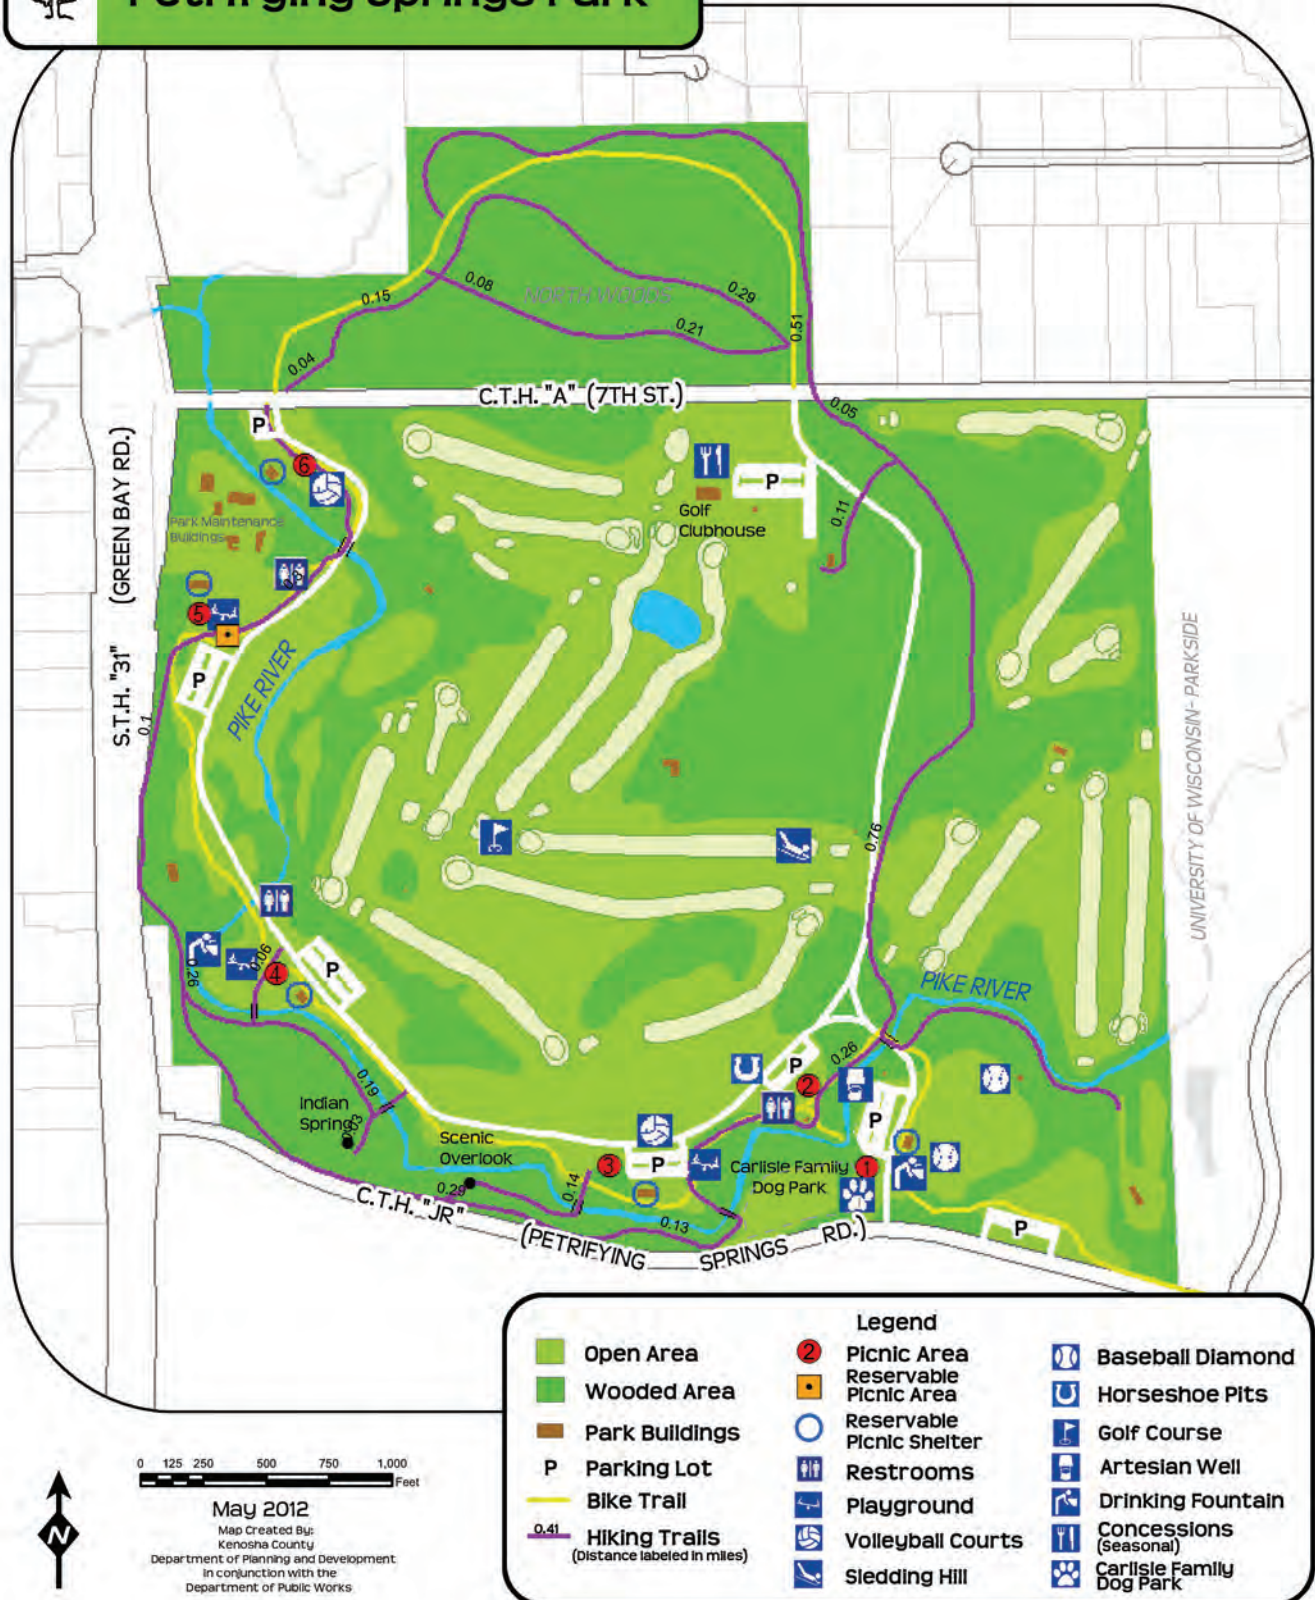 Petrifying Springs Park
0.15
0.08
NORTH WOODS
0.29
0.21
0.51
0.04
C.T.H. "A" (7TH ST.)
0.05
P
6
P
Golf
Clubhouse
0.11
Park Maintenance
Buildings
(GREEN BAY RD.)
S.T.H. "31"
5
P
PIKE RIVER
0.1
UNIVERSITY OF WISCONSIN- PARKSIDE
0.76
0.06
0.26
4
P
PIKE RIVER
0.26
P
2
P
0.19
Indian
Spring
Scenic
Overlook
3
P
Carlisle Family
Dog Park
1
0.29
0.14
0.13
P
C.T.H. "JR"
(PETRIFYING SPRINGS RD.)
Legend
Open Area
Wooded Area
Park Buildings
P Parking Lot
Bike Trail
0.41 Hiking Trails
(Distance labeled in miles)
2 Picnic Area
Reservable
Picnic Area
Reservable
Picnic Shelter
Restrooms
Playground
Volleyball Courts
Sledding Hill
Baseball Diamond
Horseshoe Pits
Golf Course
Artesian Well
Drinking Fountain
Concessions
(Seasonal)
Carlisle Family
Dog Park
0 125 250 500 750 1,000
Feet
May 2012
Map Created By:
Kenosha County
Department of Planning and Development
in conjunction with the
Department of Public Works
N